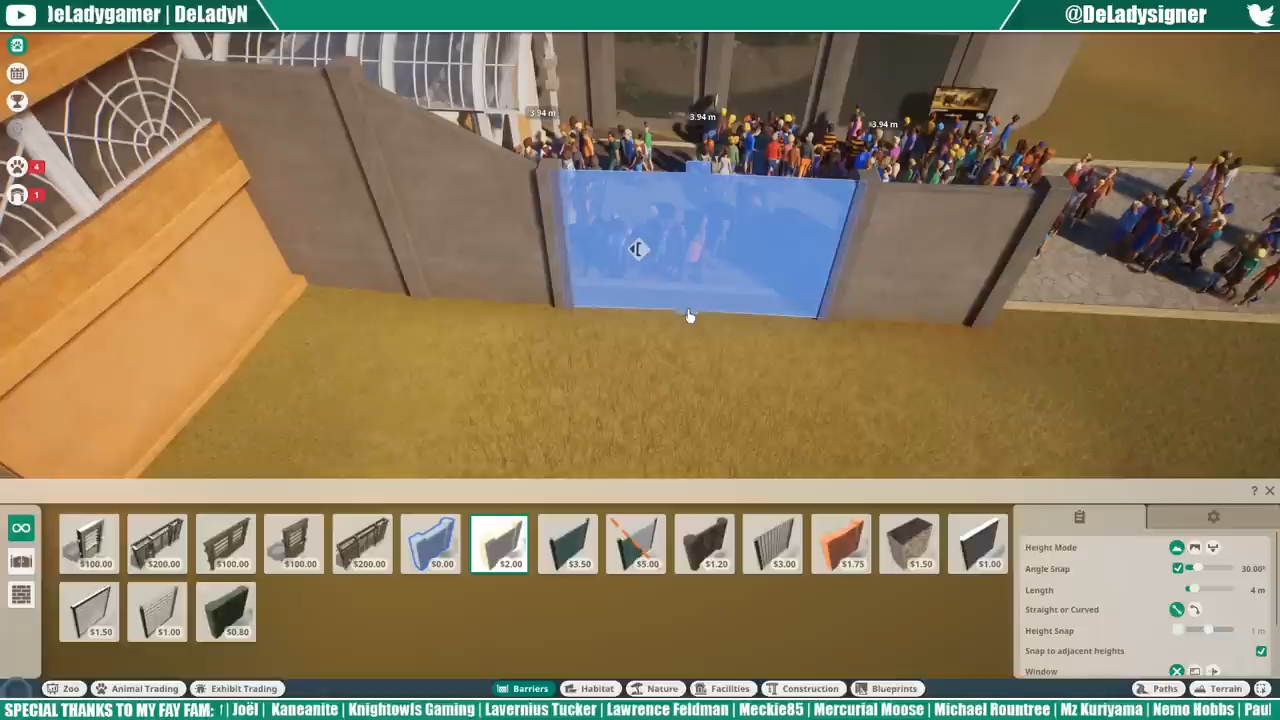 DeLadygamer | DeLadyN
@DeLadysigner
4
1
3.94 m
3.94 m
3.94 m
? X
$100.00
$200.00
$100.00
$100.00
$200.00
$0.00
$2.00
$3.50
$5.00
$1.20
$3.00
$1.75
$1.50
$1.00
$1.50
$1.00
$0.80
Height Mode
Angle Snap 30.00°
Length 4 m
Straight or Curved
Height Snap 1 m
Snap to adjacent heights
Window
Zoo Animal Trading Exhibit Trading Barriers Habitat Nature Facilities Construction Blueprints Paths Terrain
SPECIAL THANKS TO MY FAY FAM: | Joël | Kaneanite | Knightowls Gaming | Lavernius Tucker | Lawrence Feldman | Meckie85 | Mercurial Moose | Michael Rountree | Mz Kuriyama | Nemo Hobbs | Paul